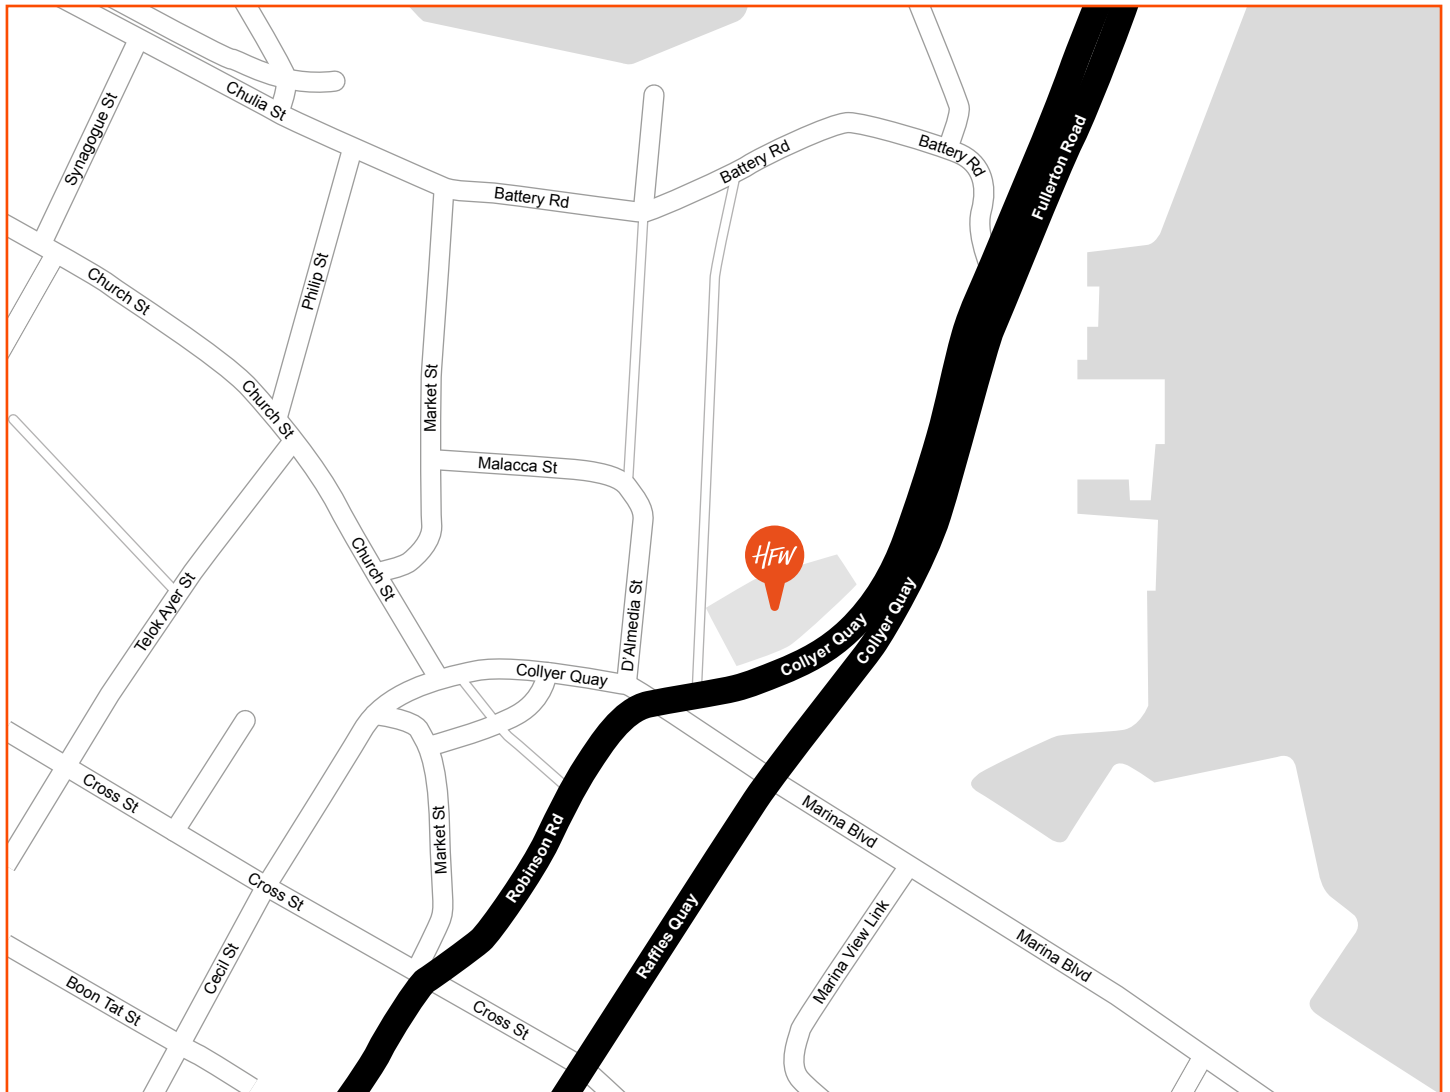 Chulia St
Synagogue St
Fullerton Road
Battery Rd
Battery Rd
Battery Rd
Church St
Philip St
Market St
Church St
Malacca St
HFW
Church St
Telok Ayer St
D'Almedia St
Collyer Quay
Collyer Quay
Collyer Quay
Cross St
Marina Blvd
Market St
Robinson Rd
Cross St
Raffles Quay
Marina View Link
Marina Blvd
Cecil St
Boon Tat St
Cross St